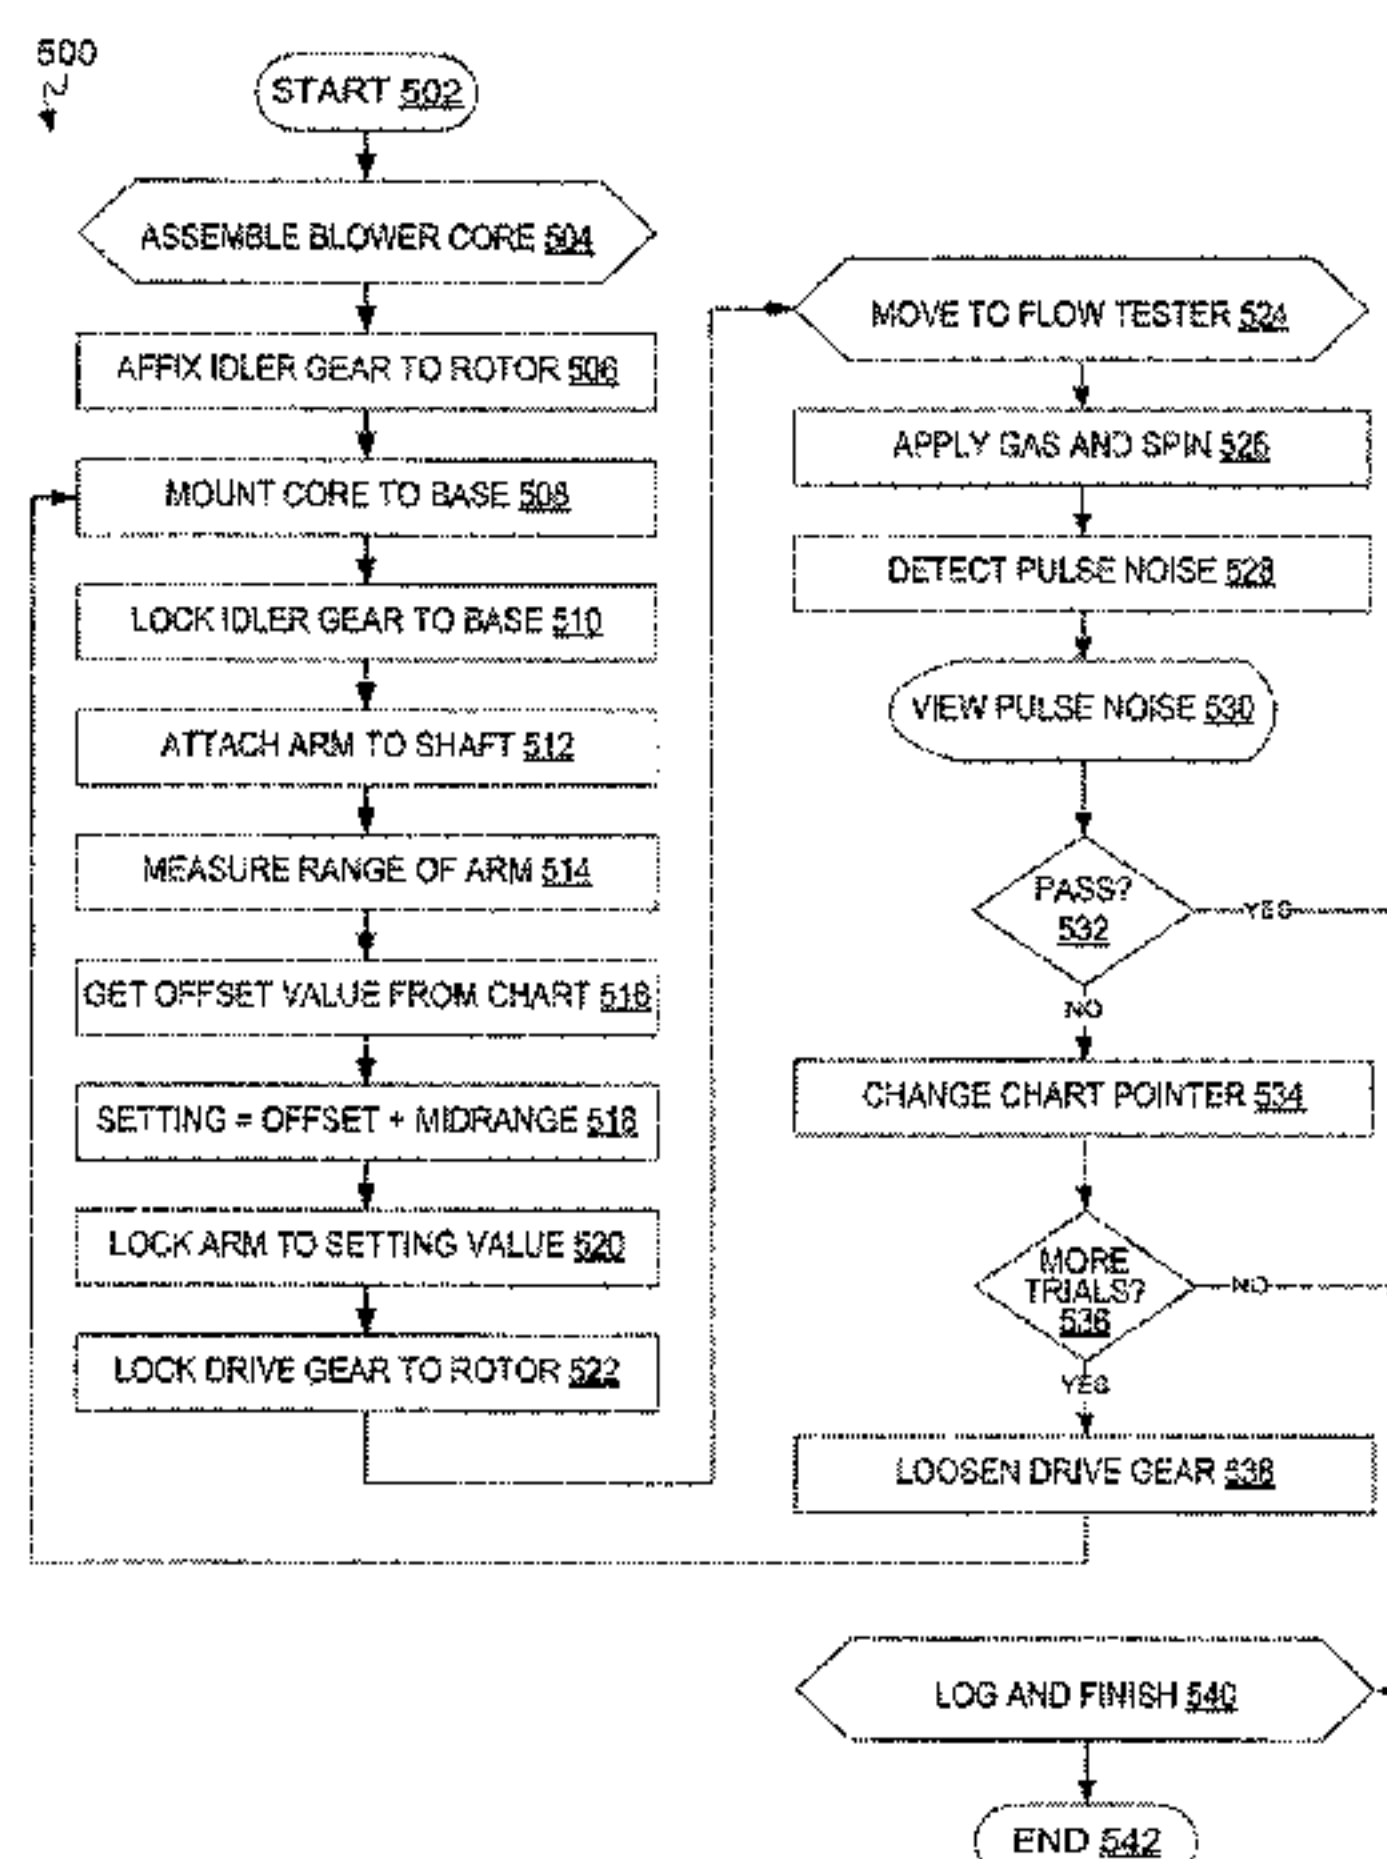 500
START 502
ASSEMBLE BLOWER CORE 504
AFFIX IDLER GEAR TO ROTOR 506
MOUNT CORE TO BASE 508
LOCK IDLER GEAR TO BASE 510
ATTACH ARM TO SHAFT 512
MEASURE RANGE OF ARM 514
GET OFFSET VALUE FROM CHART 516
SETTING = OFFSET + MIDRANGE 518
LOCK ARM TO SETTING VALUE 520
LOCK DRIVE GEAR TO ROTOR 522
MOVE TO FLOW TESTER 524
APPLY GAS AND SPIN 526
DETECT PULSE NOISE 528
VIEW PULSE NOISE 530
PASS?
532
YES
NO
CHANGE CHART POINTER 534
MORE
TRIALS?
536
NO
YES
LOOSEN DRIVE GEAR 538
LOG AND FINISH 540
END 542